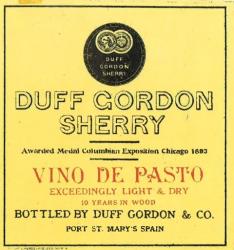 DUFF
GORDON
SHERRY
DUFF GORDON
SHERRY
Awarded Medal Columbian Exposition Chicago 1893
VINO DE PASTO
EXCEEDINGLY LIGHT & DRY
10 YEARS IN WOOD
BOTTLED BY DUFF GORDON & CO.
PORT ST. MARY'S SPAIN